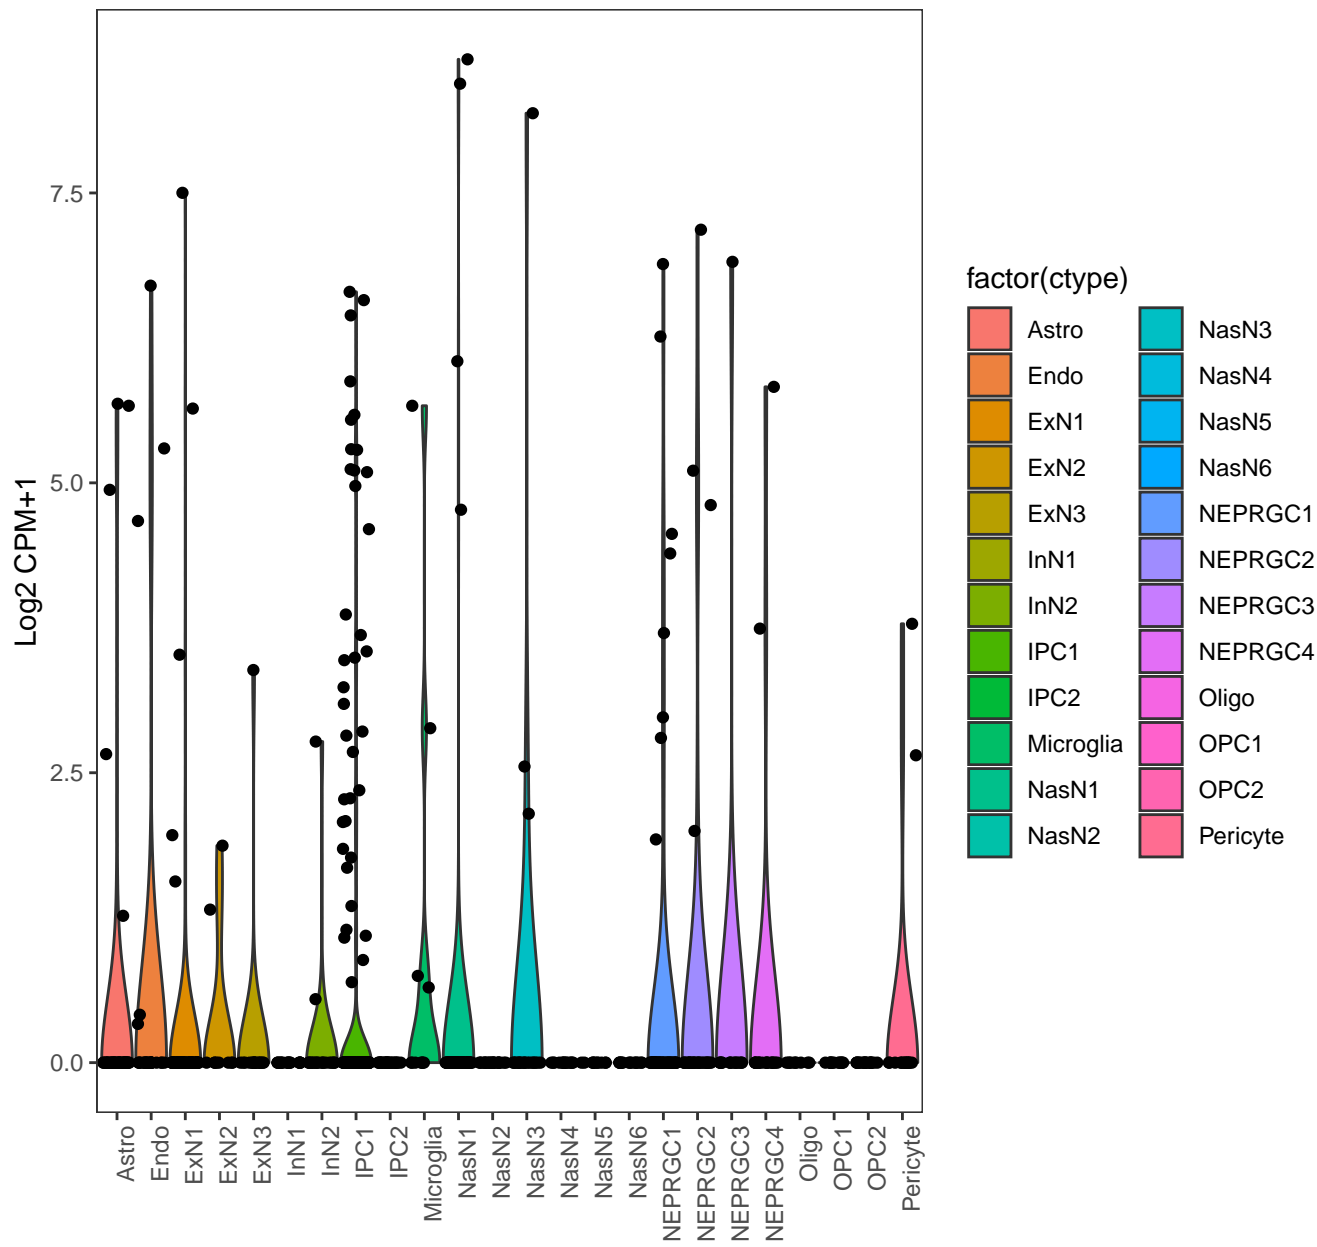 Log2 CPM+1
7.5
5.0
2.5
0.0
Astro
Endo
ExN1
ExN2
ExN3
InN1
InN2
IPC1
IPC2
Microglia
NasN1
NasN2
NasN3
NasN4
NasN5
NasN6
NEPRGC1
NEPRGC2
NEPRGC3
NEPRGC4
Oligo
OPC1
OPC2
Pericyte
factor(ctype)
Astro
Endo
ExN1
ExN2
ExN3
InN1
InN2
IPC1
IPC2
Microglia
NasN1
NasN2
NasN3
NasN4
NasN5
NasN6
NEPRGC1
NEPRGC2
NEPRGC3
NEPRGC4
Oligo
OPC1
OPC2
Pericyte